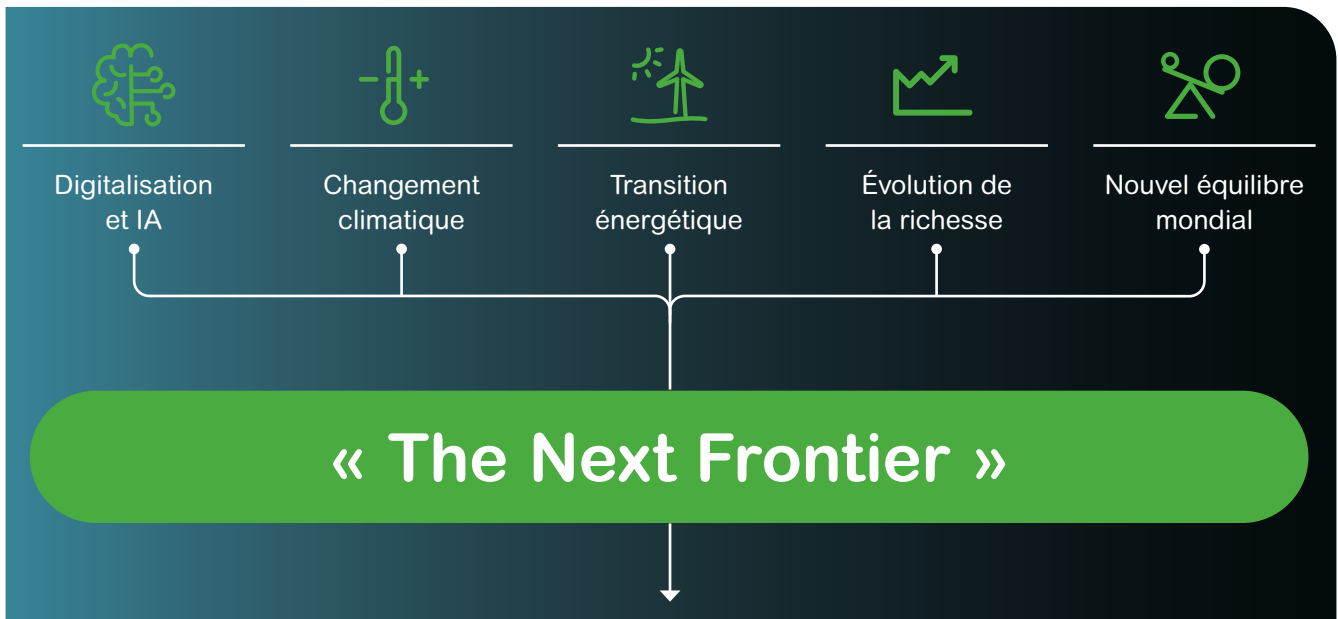 Digitalisation
et IA
Changement
climatique
Transition
énergétique
Évolution de
la richesse
Nouvel équilibre
mondial
« The Next Frontier »